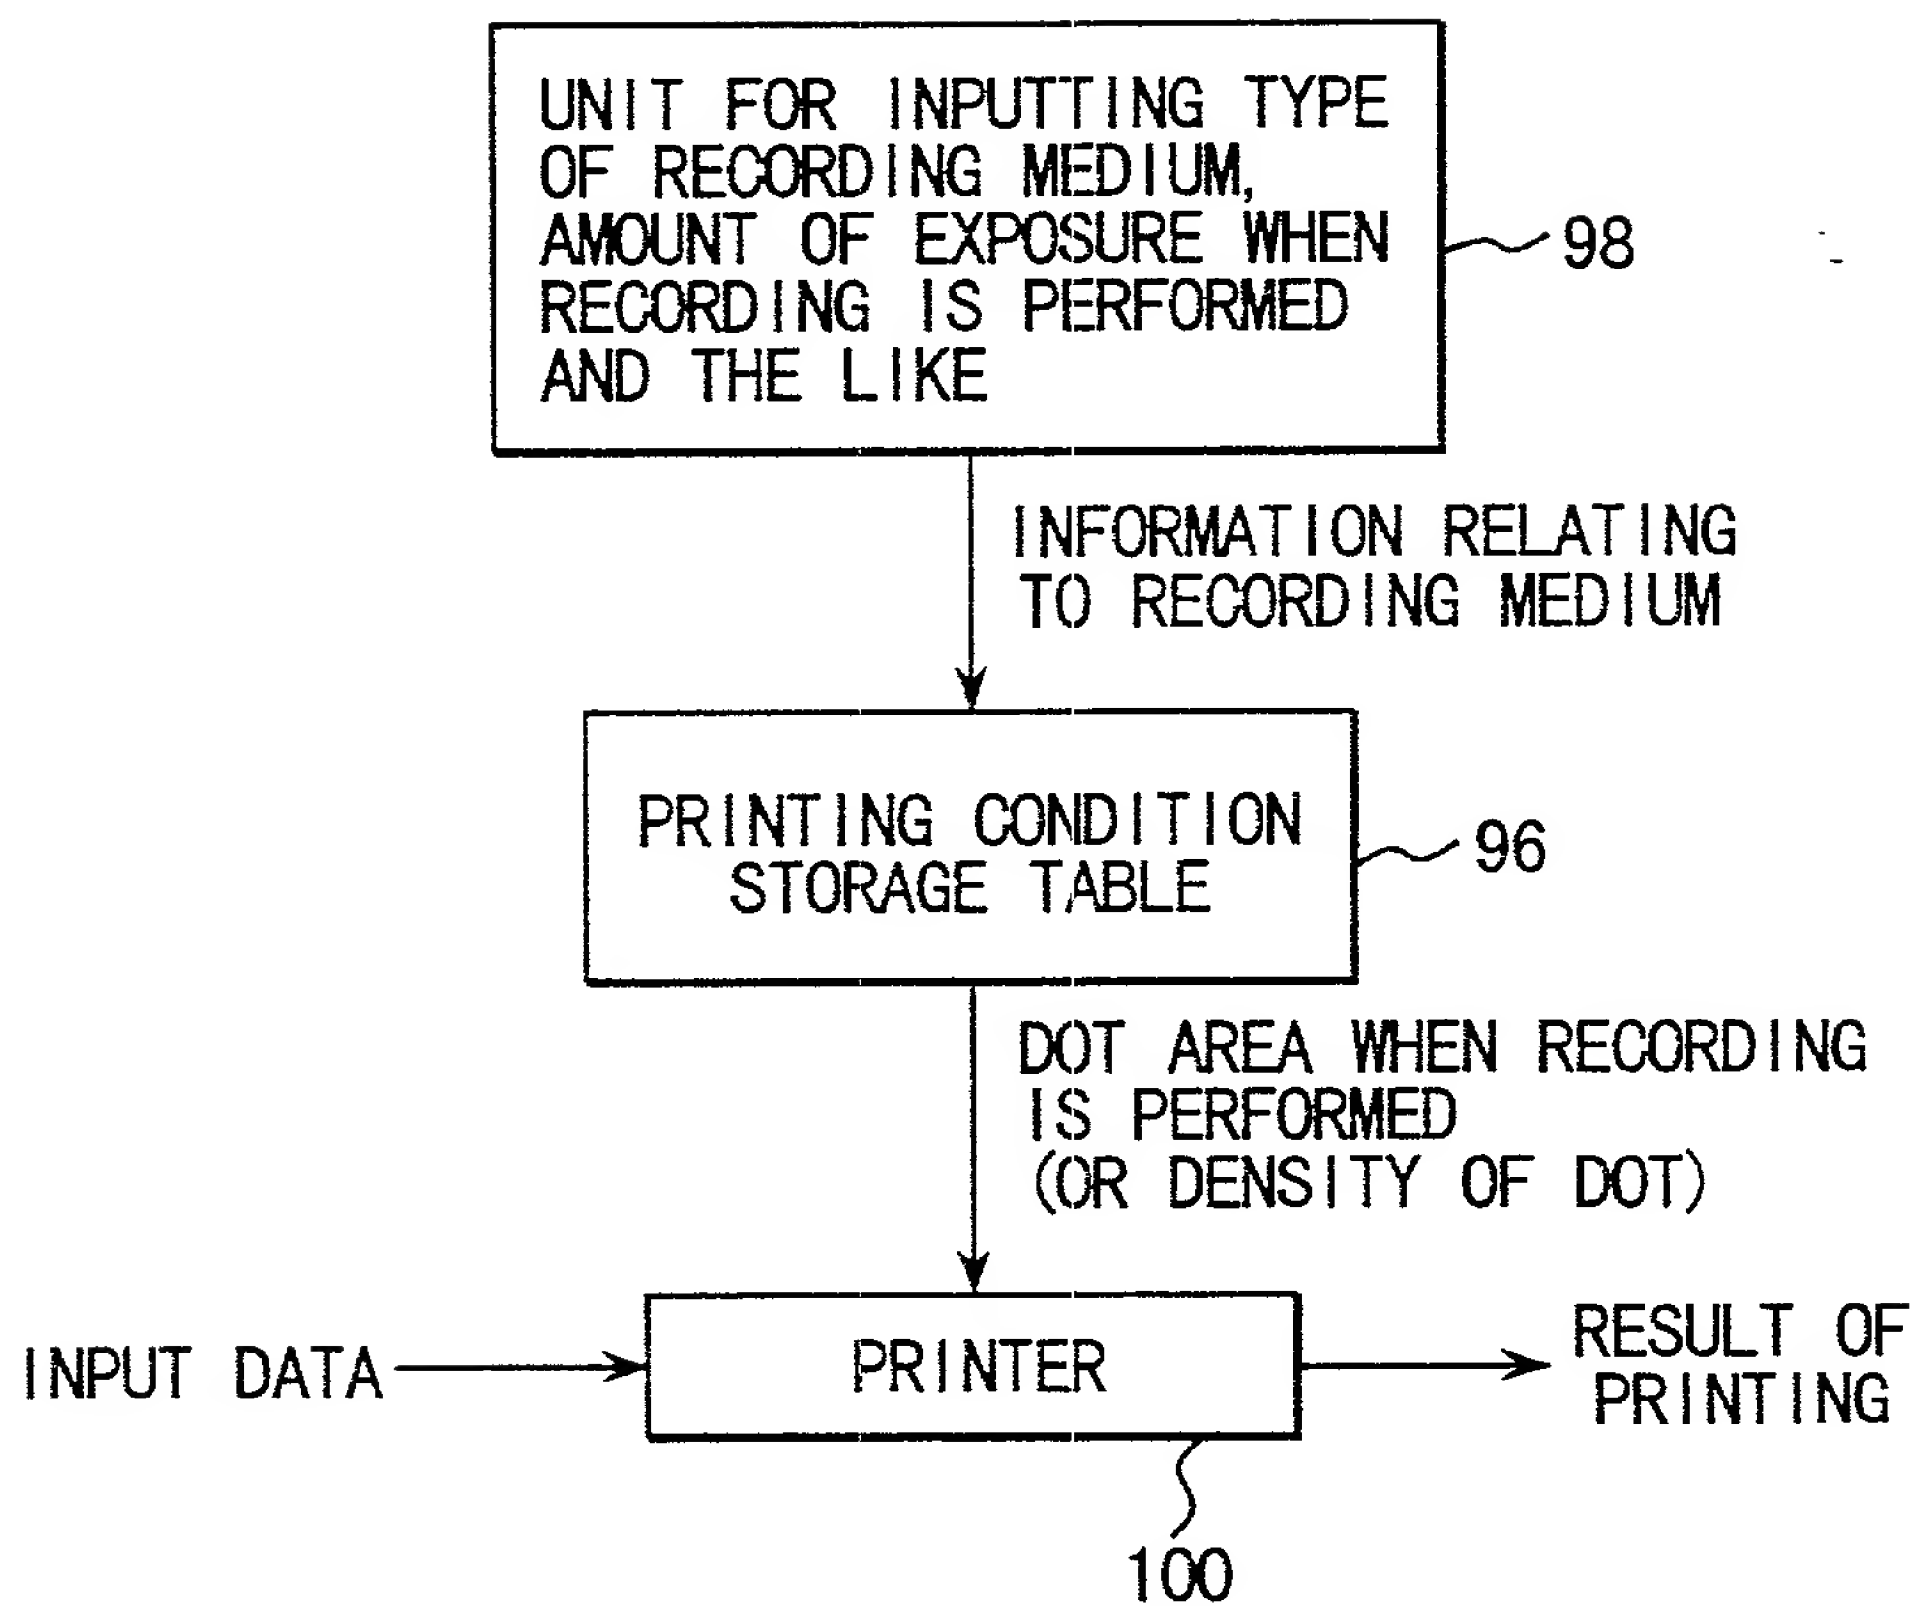 UNIT FOR INPUTTING TYPE
OF RECORDING MEDIUM,
AMOUNT OF EXPOSURE WHEN
RECORDING IS PERFORMED
AND THE LIKE
98
INFORMATION RELATING
TO RECORDING MEDIUM
PRINTING CONDITION
STORAGE TABLE
96
DOT AREA WHEN RECORDING
IS PERFORMED
(OR DENSITY OF DOT)
INPUT DATA
PRINTER
RESULT OF
PRINTING
100